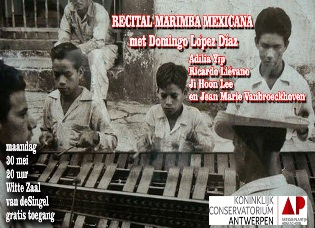 RECITAL MARIMBA MEXICANA
met Domingo López Díaz
Adilia Yip
Ricardo Liévano
Ji Hoon Lee
en Jean Marie Vanbroeckhoven
maandag
30 mei
20 uur
Witte Zaal
van deSingel
gratis toegang
KONINKLIJK
CONSERVATORIUM
ANTWERPEN
AP